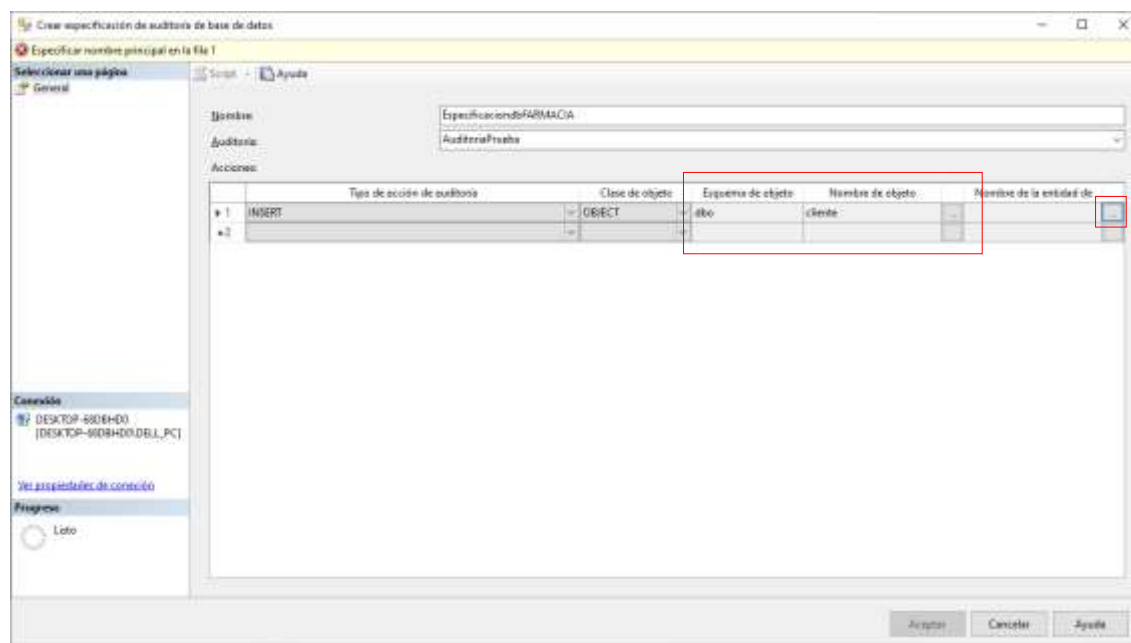 Crear especificación de auditoría de base de datos
Especificar nombre principal en la fila 1
Seleccionar una página
General
Script
Ayuda
Nombre:
EspecificaciondbFARMACIA
Auditoría:
AuditoriaPrueba
Acciones:
Tipo de acción de auditoría Clase de objeto Esquema de objeto Nombre de objeto Nombre de la entidad de
1 INSERT OBJECT dbo cliente ...
2
Conexión
DESKTOP-68D8HD0
[DESKTOP-68D8HD0\DELL_PC]
Ver propiedades de conexión
Progreso
Listo
Aceptar Cancelar Ayuda